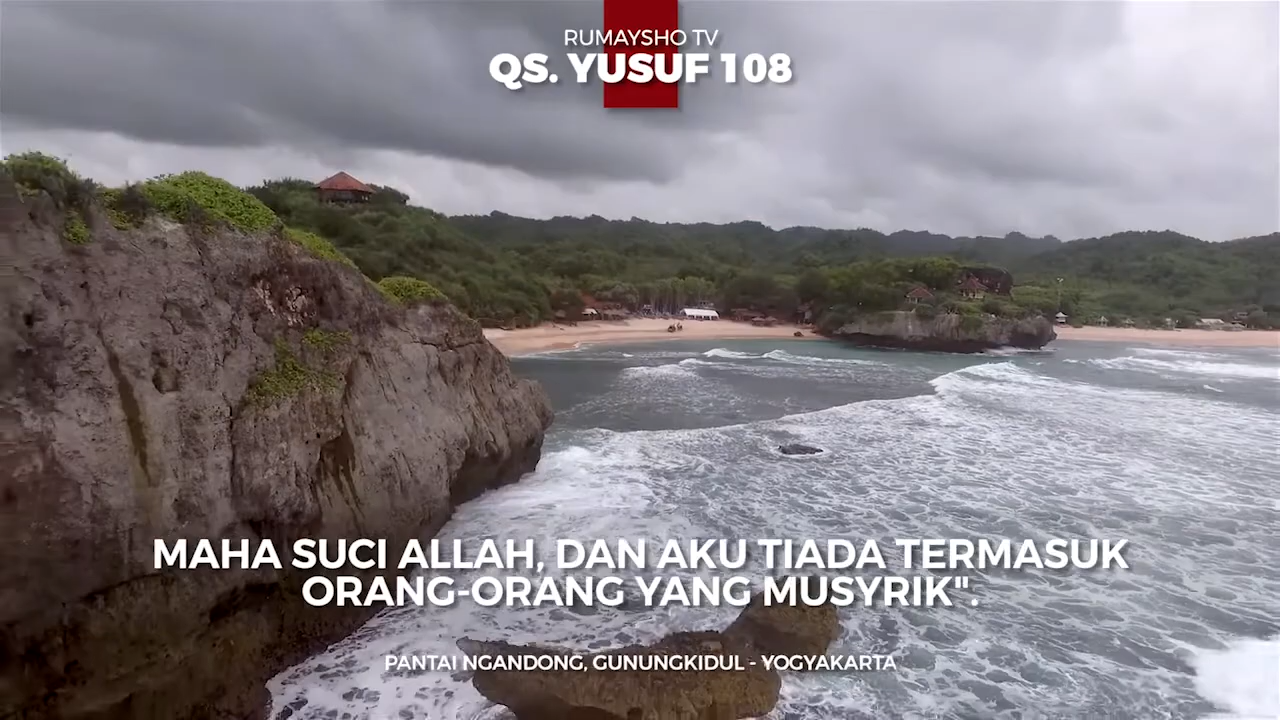 RUMAYSHO TV
QS. YUSUF 108
MAHA SUCI ALLAH, DAN AKU TIADA TERMASUK
ORANG-ORANG YANG MUSYRIK".
PANTAI NGANDONG, GUNUNGKIDUL - YOGYAKARTA